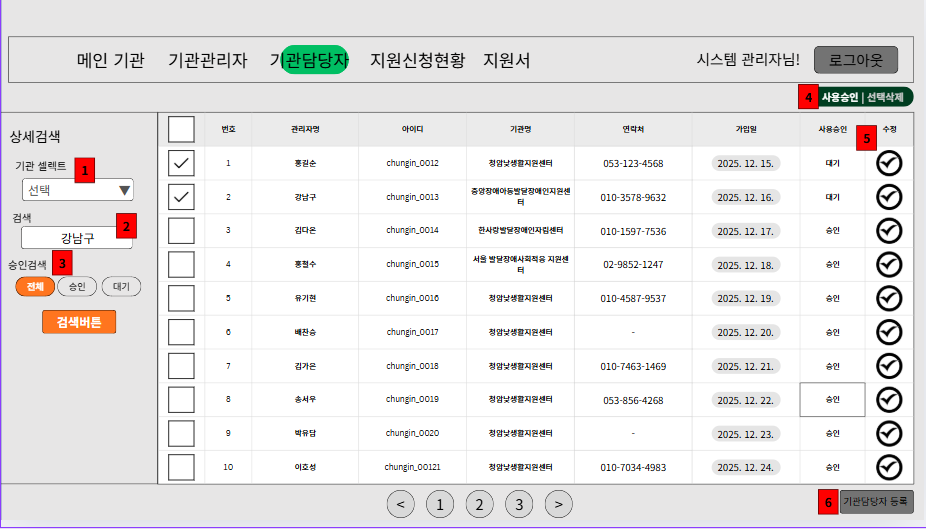 메인 기관 기관관리자 기관담당자 지원신청현황 지원서 시스템 관리자님! 로그아웃
4 사용승인 | 선택삭제
상세검색
기관 셀렉트 1
선택
검색 2
강남구
승인검색 3
전체 승인 대기
검색버튼
번호 관리자명 아이디 기관명 연락처 가입일 사용승인 5 수정
1 홍길순 chungin_0012 청암낮생활지원센터 053-123-4568 2025. 12. 15. 대기
2 강남구 chungin_0013 중앙장애아동발달장애인지원센터 010-3578-9632 2025. 12. 16. 대기
3 김다온 chungin_0014 한사랑발달장애인자립센터 010-1597-7536 2025. 12. 17. 승인
4 홍철수 chungin_0015 서울 발달장애사회적응 지원센터 02-9852-1247 2025. 12. 18. 승인
5 유기현 chungin_0016 청암낮생활지원센터 010-4587-9537 2025. 12. 19. 승인
6 배찬승 chungin_0017 청암낮생활지원센터 - 2025. 12. 20. 승인
7 김가은 chungin_0018 청암낮생활지원센터 010-7463-1469 2025. 12. 21. 승인
8 송서우 chungin_0019 청암낮생활지원센터 053-856-4268 2025. 12. 22. 승인
9 박유담 chungin_0020 청암낮생활지원센터 - 2025. 12. 23. 승인
10 이호성 chungin_00121 청암낮생활지원센터 010-7034-4983 2025. 12. 24. 승인
< 1 2 3 >
6 기관담당자 등록